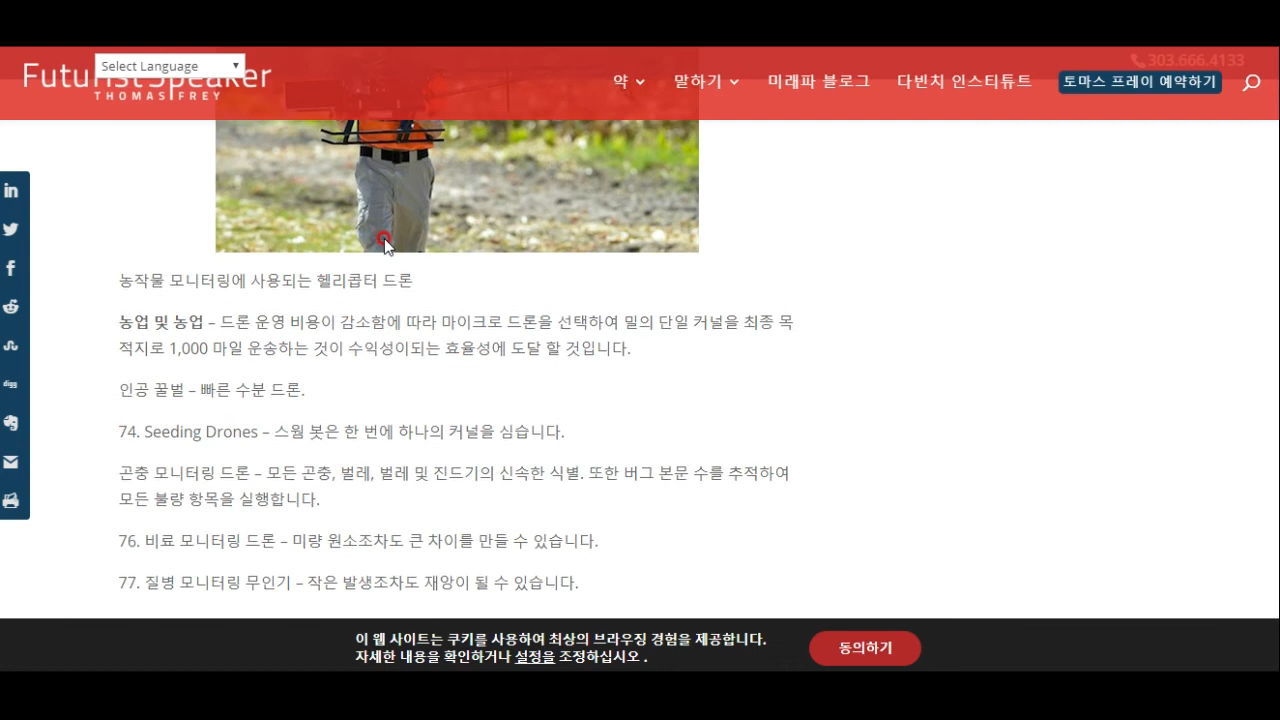 Select Language
Futurist Speaker
THOMAS FREY
303.666.4133
약
말하기
미래파 블로그
다빈치 인스티튜트
토마스 프레이 예약하기
in
digg
농작물 모니터링에 사용되는 헬리콥터 드론
농업 및 농업 – 드론 운영 비용이 감소함에 따라 마이크로 드론을 선택하여 밀의 단일 커널을 최종 목
적지로 1,000 마일 운송하는 것이 수익성이되는 효율성에 도달 할 것입니다.
인공 꿀벌 – 빠른 수분 드론.
74. Seeding Drones – 스웜 봇은 한 번에 하나의 커널을 심습니다.
곤충 모니터링 드론 – 모든 곤충, 벌레, 벌레 및 진드기의 신속한 식별. 또한 버그 본문 수를 추적하여
모든 불량 항목을 실행합니다.
76. 비료 모니터링 드론 – 미량 원소조차도 큰 차이를 만들 수 있습니다.
77. 질병 모니터링 무인기 – 작은 발생조차도 재앙이 될 수 있습니다.
이 웹 사이트는 쿠키를 사용하여 최상의 브라우징 경험을 제공합니다.
자세한 내용을 확인하거나 설정을 조정하십시오 .
동의하기